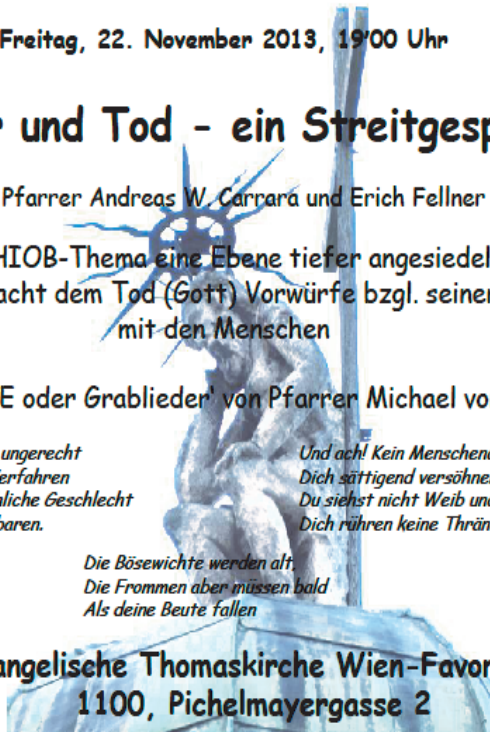 Freitag, 22. November 2013, 19'00 Uhr
und Tod - ein Streitgesp
Pfarrer Andreas W. Carrara und Erich Fellner
HIOB-Thema eine Ebene tiefer angesiedel
acht dem Tod (Gott) Vorwürfe bzgl. seiner
mit den Menschen
E oder Grablieder' von Pfarrer Michael vo
ungerecht
erfahren
nliche Geschlecht
baren.
Und ach! Kein Menschen
Dich sättigend versöhne
Du siehst nicht Weib un
Dich rühren keine Thrän
Die Bösewichte werden alt,
Die Frommen aber müssen bald
Als deine Beute fallen
angelische Thomaskirche Wien-Favor
1100, Pichelmayergasse 2